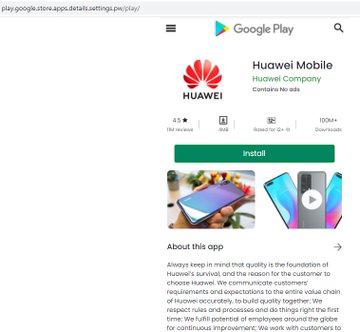 play.google.store.apps.details.settings.pw/play/
Google Play
Huawei Mobile
Huawei Company
Contains No ads
HUAWEI
4.5 ★
11M reviews
4MB
Rated for 12+
100M+
Downloads
Install
About this app
Always keep in mind that quality is the foundation of
Huawei's survival, and the reason for the customer to
choose Huawei. We communicate customers'
requirements and expectations to the entire value chain
of Huawei accurately, to build quality together; We
respect rules and processes and do things right the first
time; We fulfill potential of employees around the globe
for continuous improvement; We work with customers to